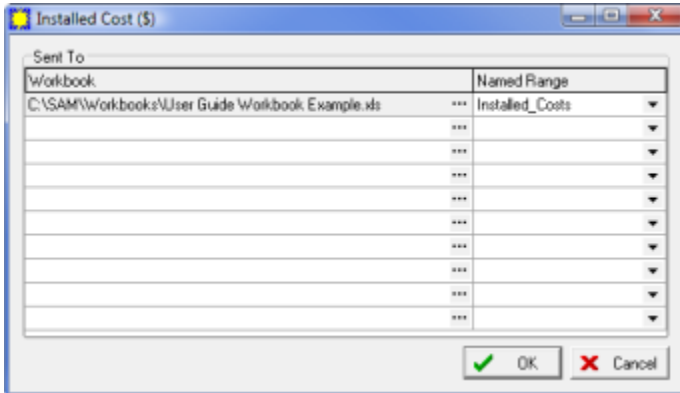 Installed Cost ($)
Sent To
Workbook Named Range
C:\SAM\Workbooks\User Guide Workbook Example.xls ... Installed_Costs
...
...
...
...
...
...
...
...
...
OK Cancel